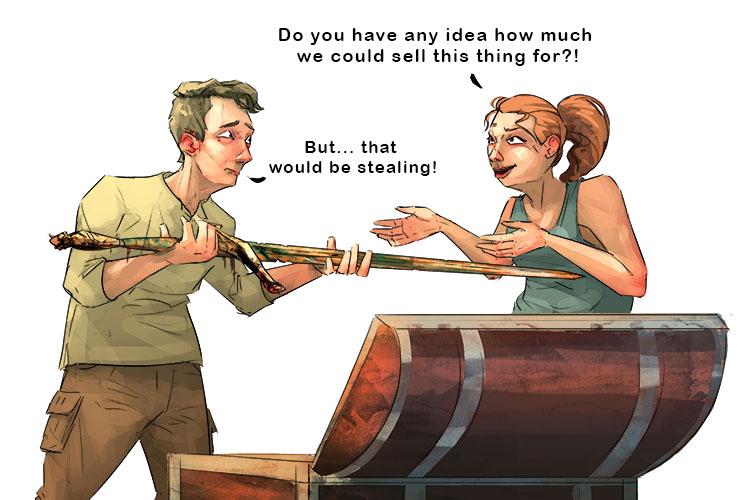 Do you have any idea how much
we could sell this thing for?!
But... that
would be stealing!